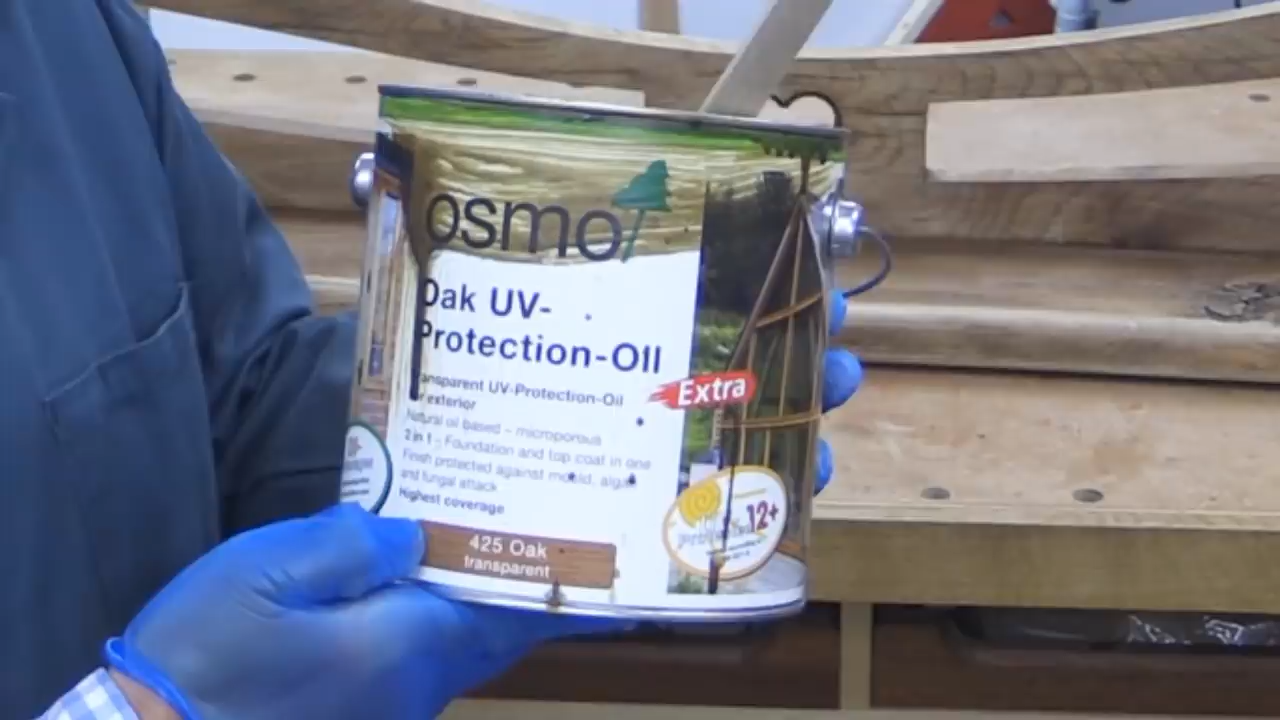 osmo
Oak UV-
Protection-Oil
Transparent UV-Protection-Oil
for exterior
Natural oil based – microporous
2 in 1 - Foundation and top coat in one
Finish protected against mould, algae
and fungal attack
Highest coverage
Extra
12+
425 Oak
transparent